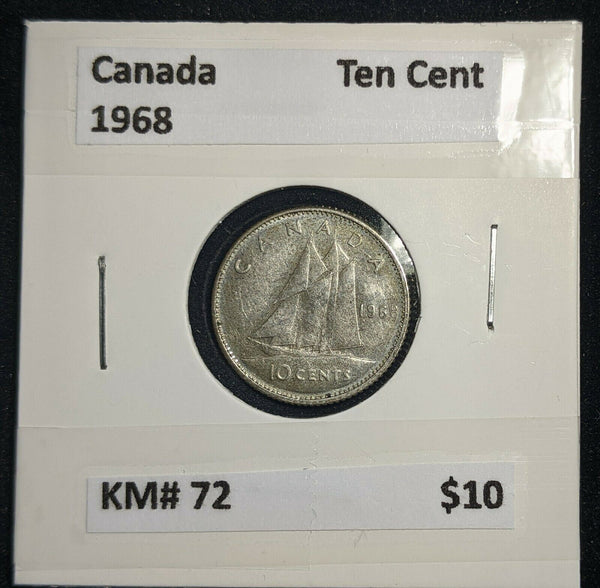 Canada Ten Cent
1968
CANADA
1968
10 CENTS
KM# 72 $10